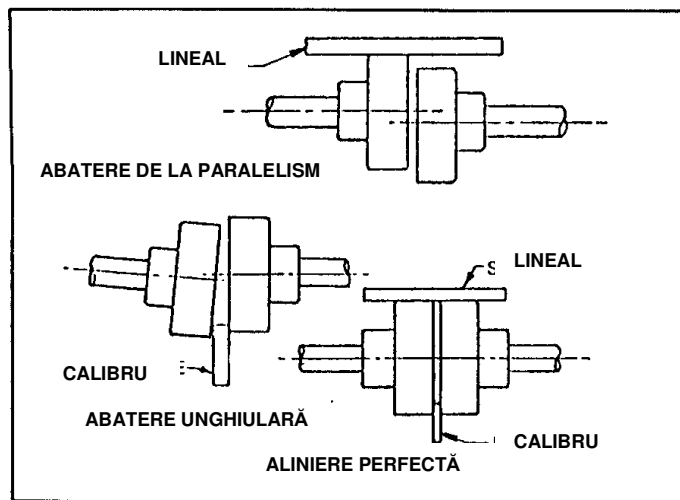 LINEAL
ABATERE DE LA PARALELISM
LINEAL
CALIBRU
ABATERE UNGHIULARĂ
CALIBRU
ALINIERE PERFECTĂ